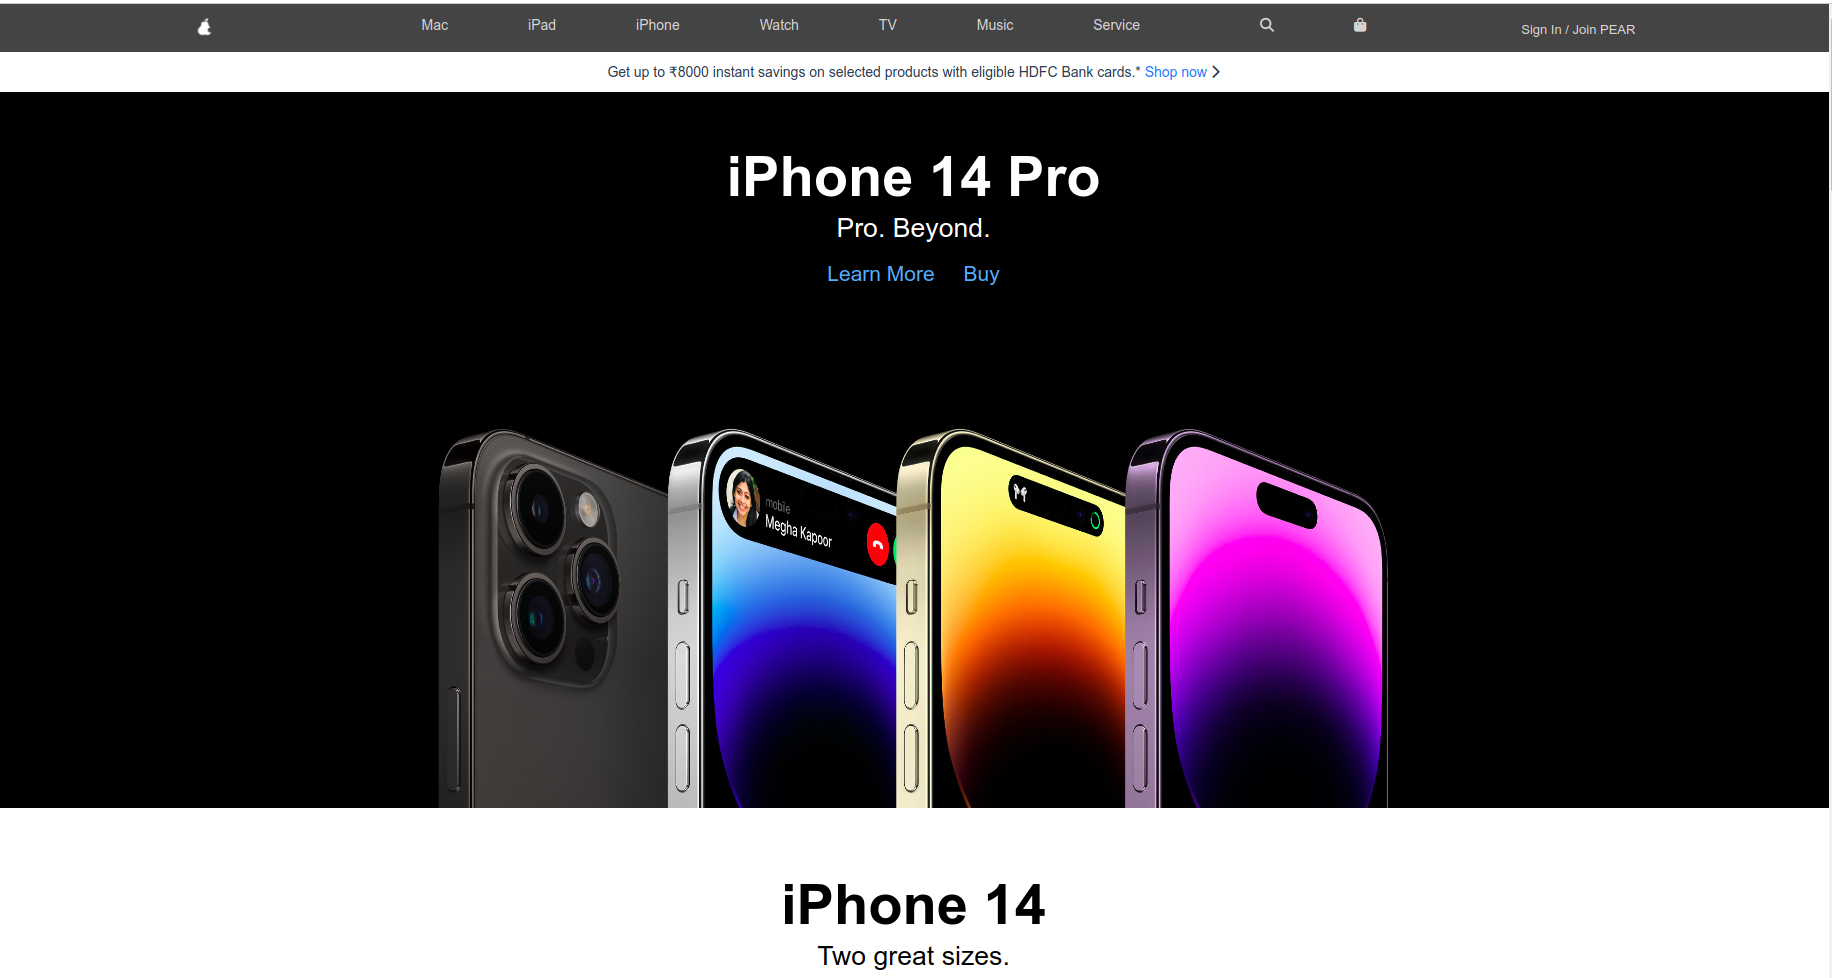 Mac iPad iPhone Watch TV Music Service Sign In / Join PEAR
Get up to ₹8000 instant savings on selected products with eligible HDFC Bank cards.* Shop now
iPhone 14 Pro
Pro. Beyond.
Learn More Buy
mobile
Megha Kapoor
iPhone 14
Two great sizes.